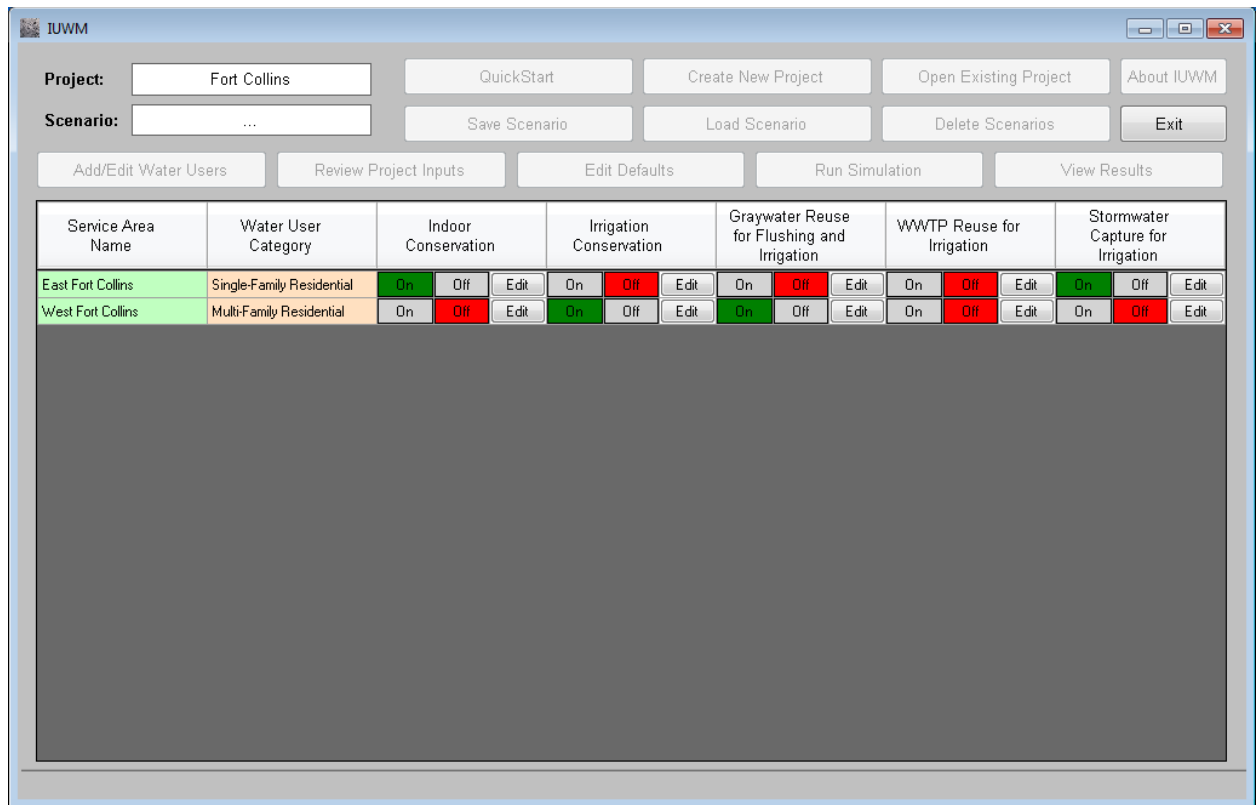 IUWM
Project: Fort Collins QuickStart Create New Project Open Existing Project About IUWM
Scenario: ... Save Scenario Load Scenario Delete Scenarios Exit
Add/Edit Water Users Review Project Inputs Edit Defaults Run Simulation View Results
Service Area Name Water User Category Indoor Conservation Irrigation Conservation Graywater Reuse for Flushing and Irrigation WWTP Reuse for Irrigation Stormwater Capture for Irrigation
East Fort Collins Single-Family Residential On Off Edit On Off Edit On Off Edit On Off Edit On Off Edit
West Fort Collins Multi-Family Residential On Off Edit On Off Edit On Off Edit On Off Edit On Off Edit